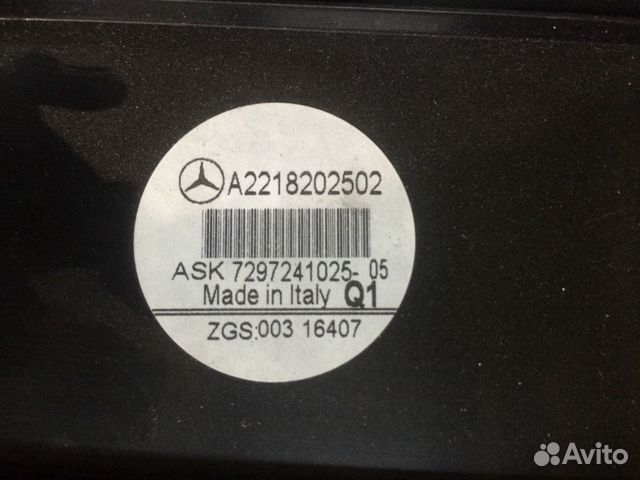 A2218202502
ASK 7297241025- 05
Made in Italy Q1
ZGS:003 16407
Avito